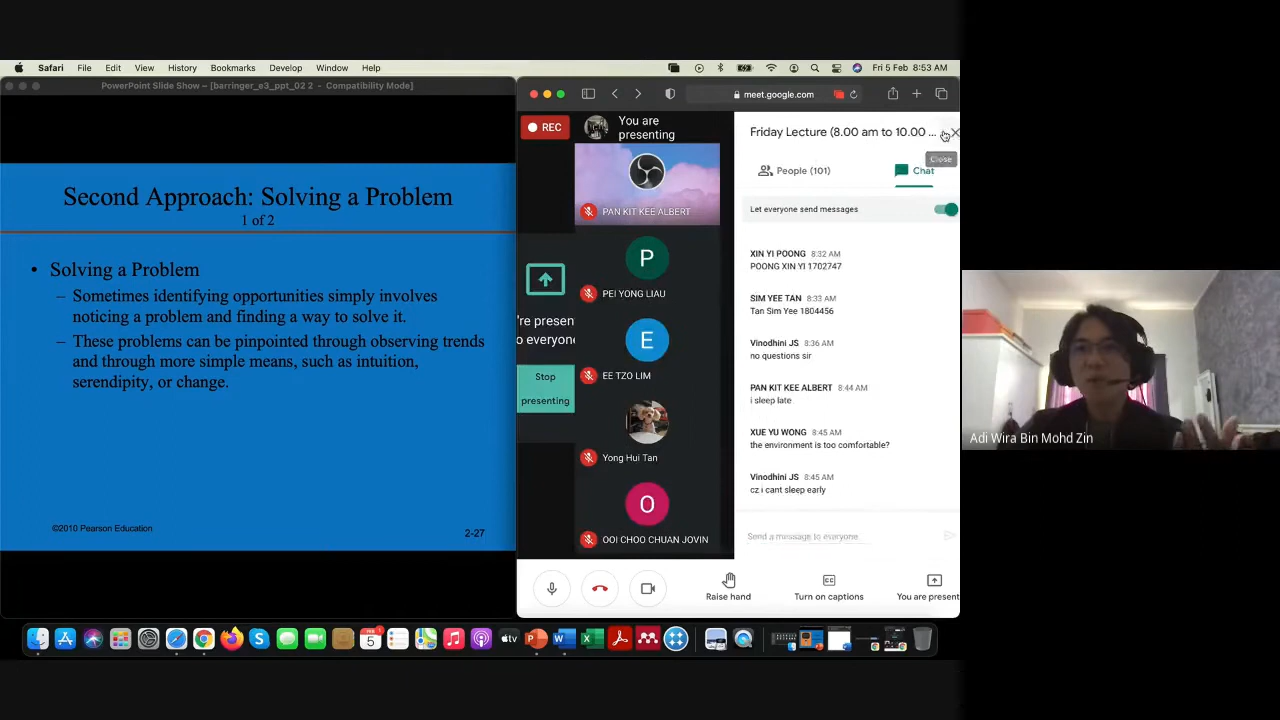 Safari File Edit View History Bookmarks Develop Window Help Fri 5 Feb 8:53 AM
PowerPoint Slide Show – [barringer_e3_ppt_02 2 - Compatibility Mode]
Second Approach: Solving a Problem
1 of 2
• Solving a Problem
– Sometimes identifying opportunities simply involves
noticing a problem and finding a way to solve it.
– These problems can be pinpointed through observing trends
and through more simple means, such as intuition,
serendipity, or change.
©2010 Pearson Education
2-27
meet.google.com
REC
You are
presenting
PAN KIT KEE ALBERT
P
PEI YONG LIAU
E
EE TZO LIM
Yong Hui Tan
O
OOI CHOO CHUAN JOVIN
're presen
o everyone
Stop
presenting
Friday Lecture (8.00 am to 10.00 ...
Close
People (101)
Chat
Let everyone send messages
XIN YI POONG 8:32 AM
POONG XIN YI 1702747
SIM YEE TAN 8:33 AM
Tan Sim Yee 1804456
Vinodhini JS 8:36 AM
no questions sir
PAN KIT KEE ALBERT 8:44 AM
i sleep late
XUE YU WONG 8:45 AM
the environment is too comfortable?
Vinodhini JS 8:45 AM
cz i cant sleep early
Send a message to everyone
Raise hand
CC
Turn on captions
You are present
5
tv
Adi Wira Bin Mohd Zin